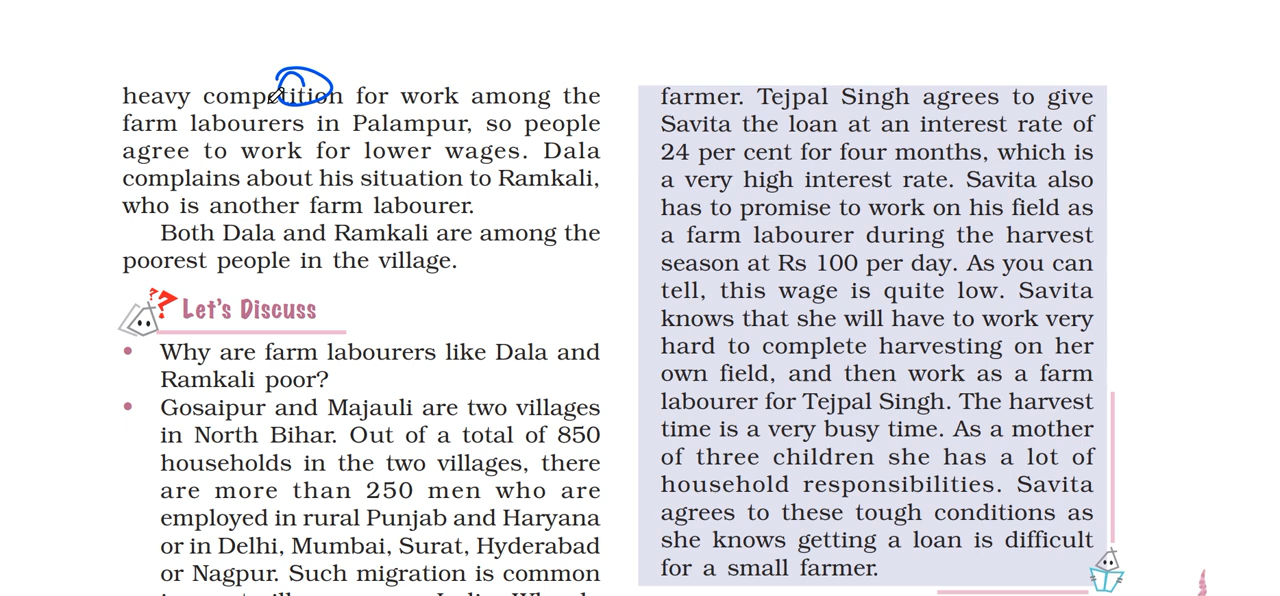 heavy competition for work among the
farm labourers in Palampur, so people
agree to work for lower wages. Dala
complains about his situation to Ramkali,
who is another farm labourer.
Both Dala and Ramkali are among the
poorest people in the village.
Let's Discuss
• Why are farm labourers like Dala and
Ramkali poor?
• Gosaipur and Majauli are two villages
in North Bihar. Out of a total of 850
households in the two villages, there
are more than 250 men who are
employed in rural Punjab and Haryana
or in Delhi, Mumbai, Surat, Hyderabad
or Nagpur. Such migration is common
farmer. Tejpal Singh agrees to give
Savita the loan at an interest rate of
24 per cent for four months, which is
a very high interest rate. Savita also
has to promise to work on his field as
a farm labourer during the harvest
season at Rs 100 per day. As you can
tell, this wage is quite low. Savita
knows that she will have to work very
hard to complete harvesting on her
own field, and then work as a farm
labourer for Tejpal Singh. The harvest
time is a very busy time. As a mother
of three children she has a lot of
household responsibilities. Savita
agrees to these tough conditions as
she knows getting a loan is difficult
for a small farmer.